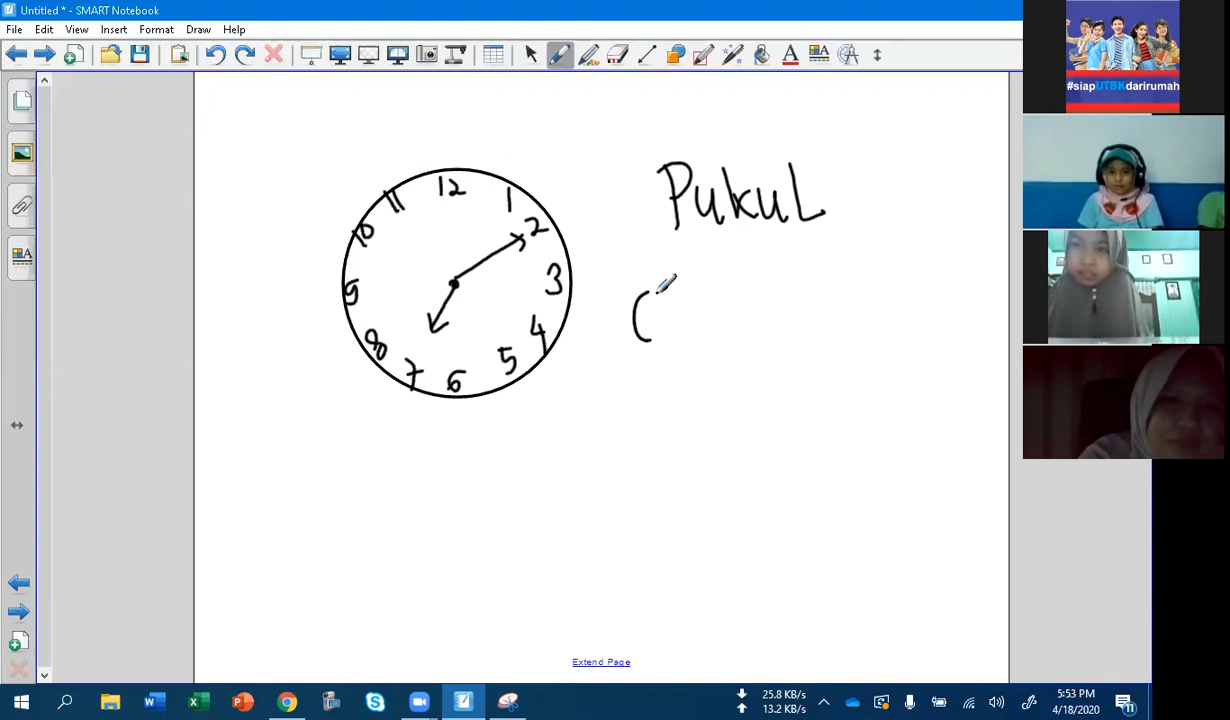 Untitled * - SMART Notebook
File Edit View Insert Format Draw Help
#siapUTBKdarirumah
12
11 1
10 2
9 3
8 4
7 5
6
Pukul
(
Extend Page
25.8 KB/s
13.2 KB/s
5:53 PM
4/18/2020
11